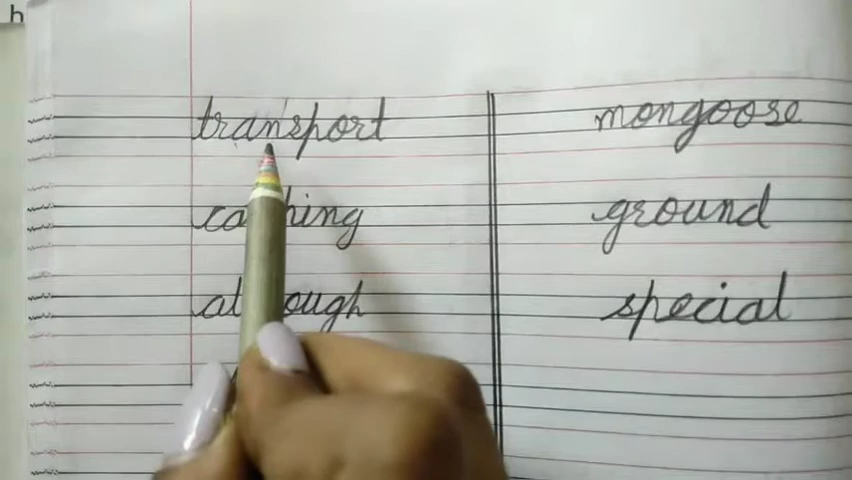 h
transport
mongoose
ground
special